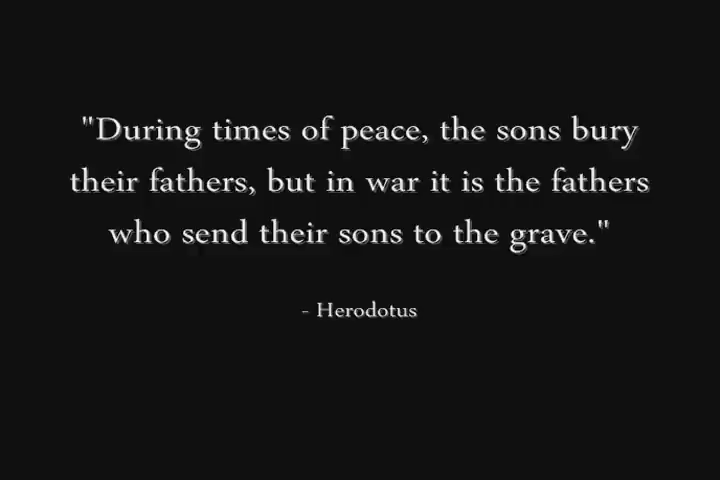 "During times of peace, the sons bury
their fathers, but in war it is the fathers
who send their sons to the grave."
- Herodotus